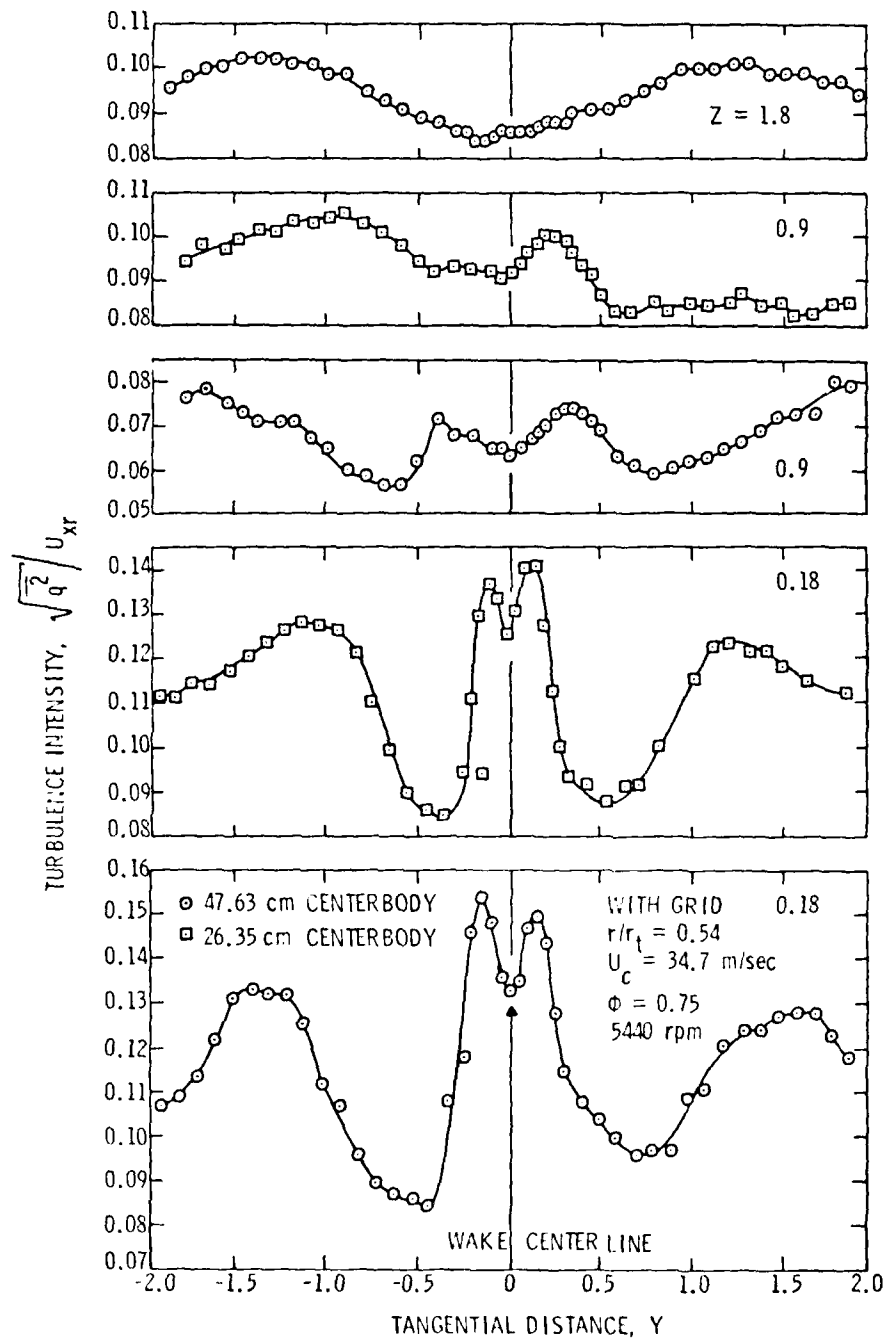 0.11
0.10
0.09
0.08
Z = 1.8
0.11
0.10
0.09
0.08
0.9
0.08
0.07
0.06
0.05
0.9
0.14
0.13
0.12
0.11
0.10
0.09
0.08
0.18
0.16
0.15
0.14
0.13
0.12
0.11
0.10
0.09
0.08
0.07
47.63 cm CENTERBODY
26.35 cm CENTERBODY
WITH GRID 0.18
r/r_t = 0.54
U_c = 34.7 m/sec
Φ = 0.75
5440 rpm
WAKE CENTER LINE
-2.0 -1.5 -1.0 -0.5 0 0.5 1.0 1.5 2.0
TANGENTIAL DISTANCE, Y
TURBULENCE INTENSITY, √q̅² / U_xr